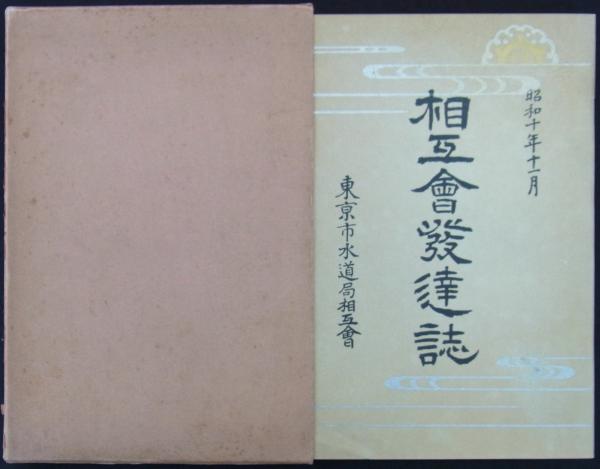 昭和十年十一月
相互會發達誌
東京市水道局相互會